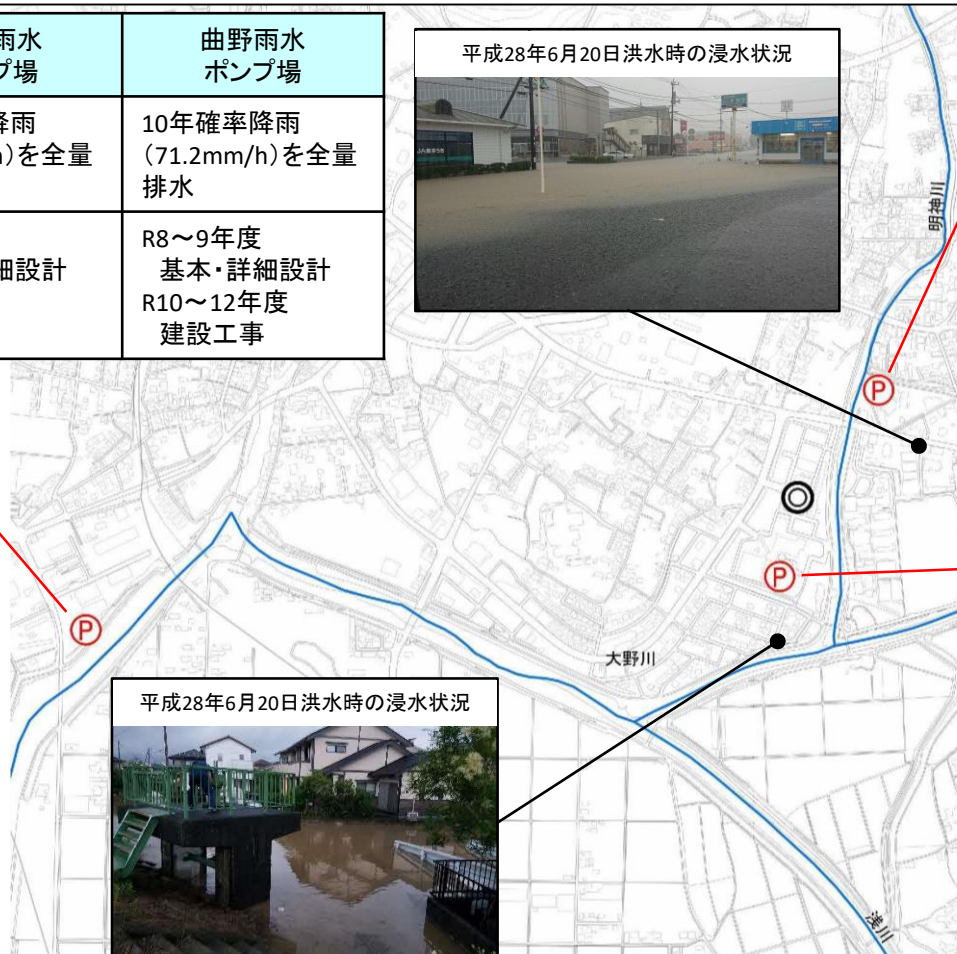 雨水
プ場
曲野雨水
ポンプ場
降雨
h)を全量
10年確率降雨
(71.2mm/h)を全量
排水
細設計
R8～9年度
基本・詳細設計
R10～12年度
建設工事
平成28年6月20日洪水時の浸水状況
明神川
P
P
P
大野川
平成28年6月20日洪水時の浸水状況
浅川